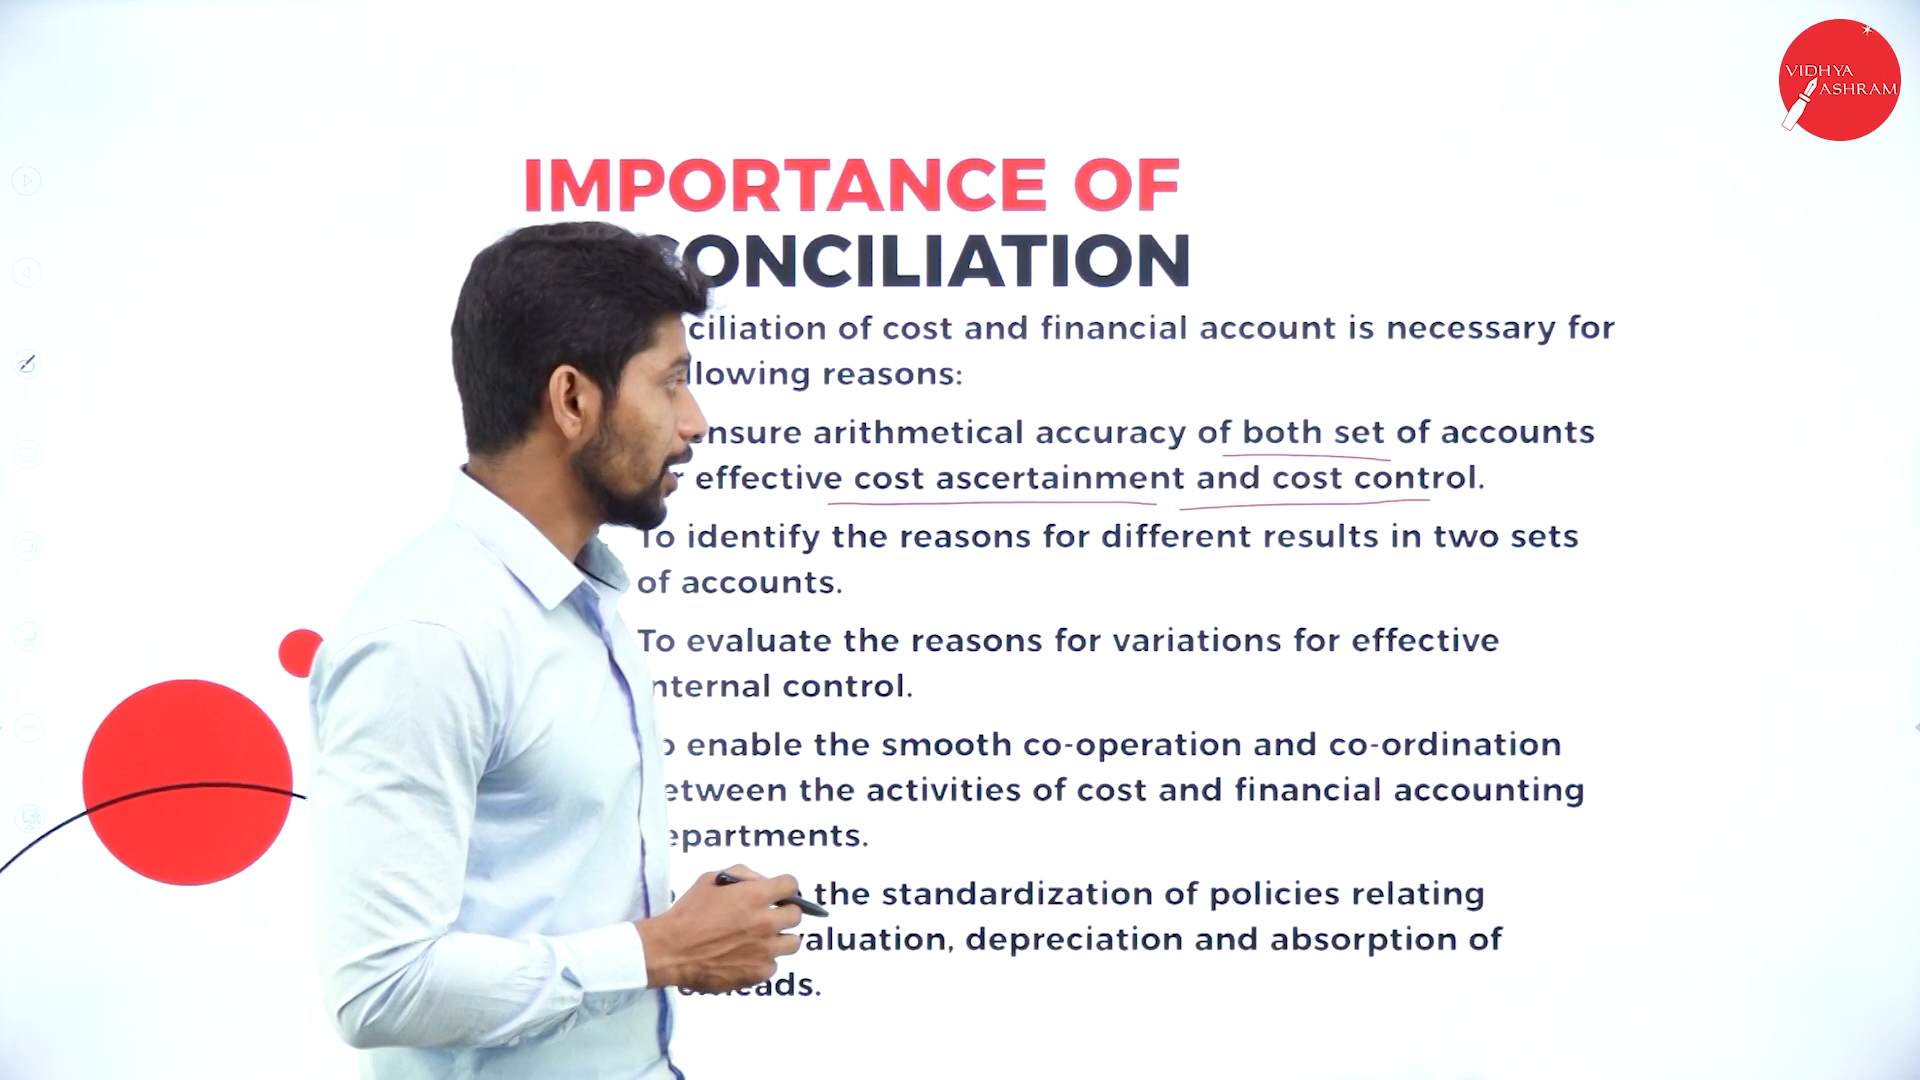 VIDHYA
ASHRAM
IMPORTANCE OF
ONCILIATION
ciliation of cost and financial account is necessary for
llowing reasons:
ensure arithmetical accuracy of both set of accounts
effective cost ascertainment and cost control.
To identify the reasons for different results in two sets
of accounts.
To evaluate the reasons for variations for effective
nternal control.
enable the smooth co-operation and co-ordination
etween the activities of cost and financial accounting
epartments.
the standardization of policies relating
valuation, depreciation and absorption of